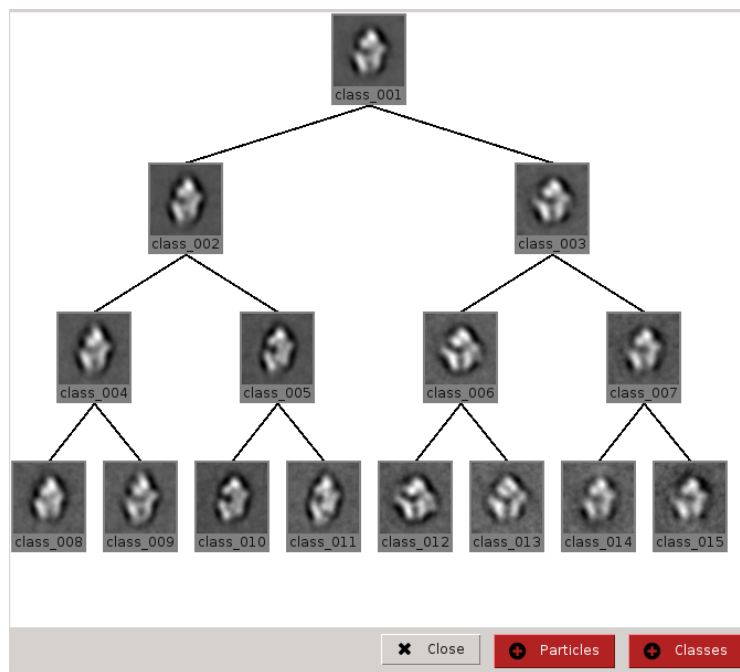 class_001
class_002 class_003
class_004 class_005 class_006 class_007
class_008 class_009 class_010 class_011 class_012 class_013 class_014 class_015
Close Particles Classes